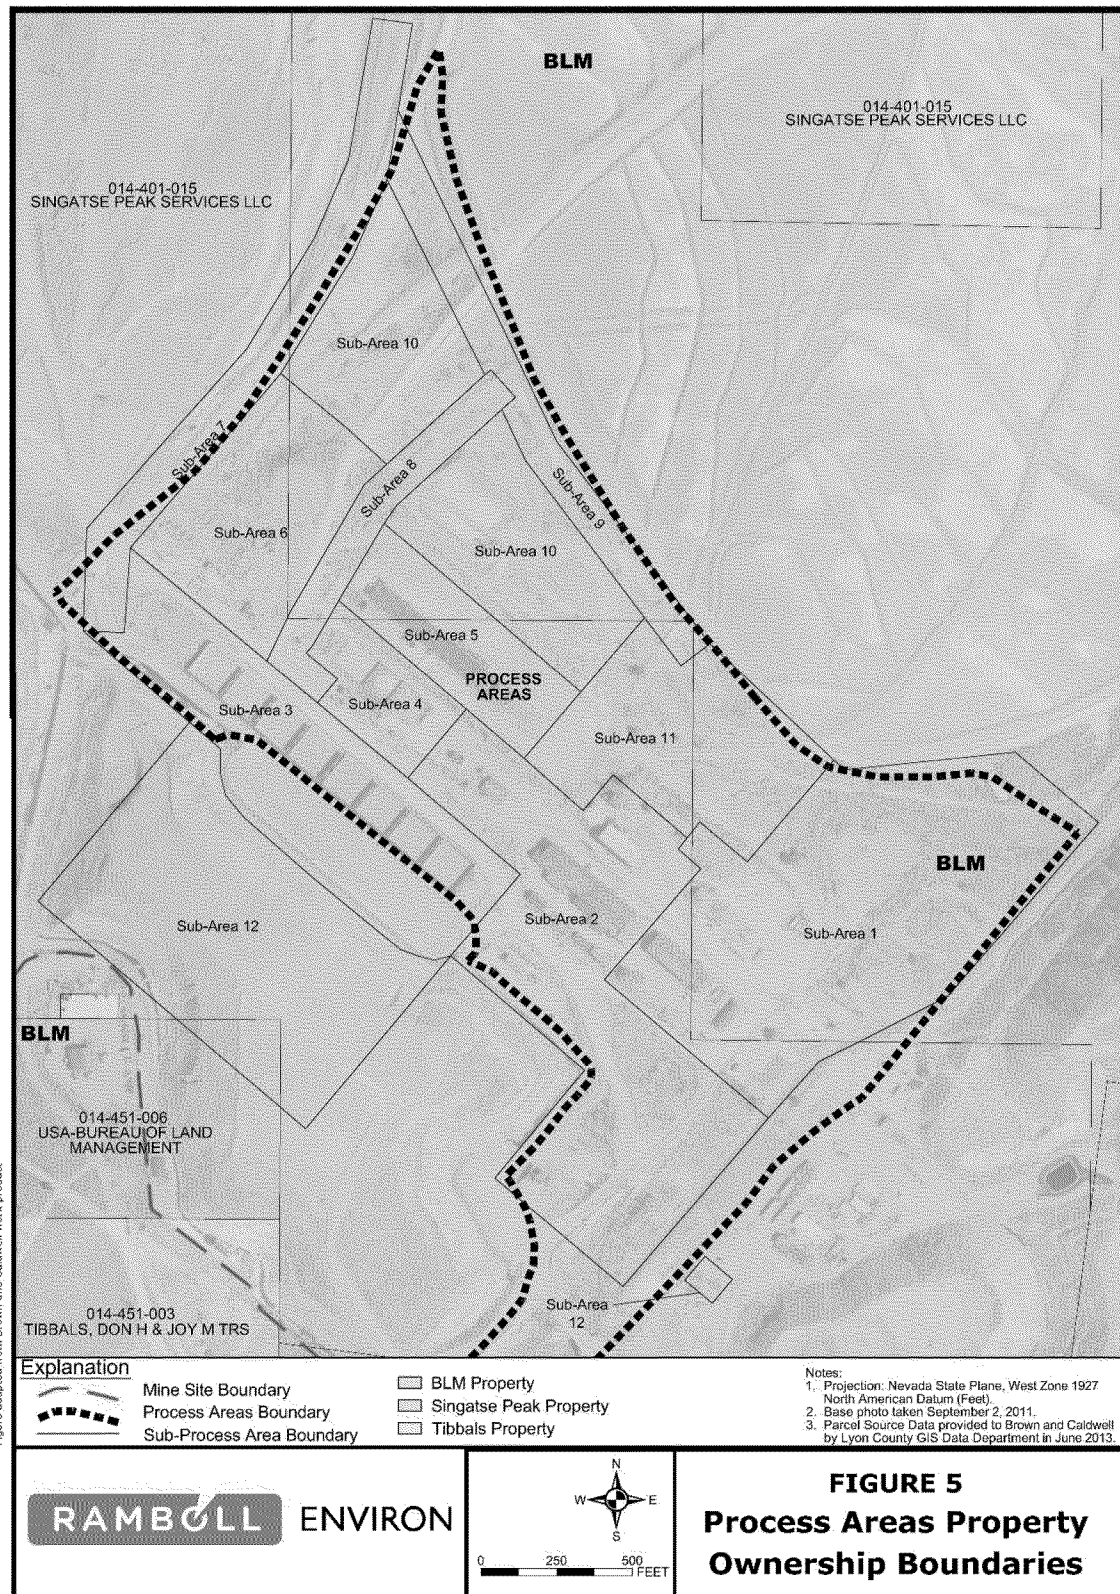 BLM
014-401-015
SINGATSE PEAK SERVICES LLC
014-401-015
SINGATSE PEAK SERVICES LLC
Sub-Area 10
Sub-Area 7
Sub-Area 8
Sub-Area 9
Sub-Area 6
Sub-Area 10
Sub-Area 5
PROCESS
AREAS
Sub-Area 4
Sub-Area 3
Sub-Area 11
BLM
Sub-Area 2
Sub-Area 12
Sub-Area 1
BLM
014-451-006
USA-BUREAU OF LAND
MANAGEMENT
Sub-Area
12
014-451-003
TIBBALS, DON H & JOY M TRS
Explanation
Mine Site Boundary
Process Areas Boundary
Sub-Process Area Boundary
BLM Property
Singatse Peak Property
Tibbals Property
Notes:
1. Projection: Nevada State Plane, West Zone 1927
North American Datum (Feet).
2. Base photo taken September 2, 2011.
3. Parcel Source Data provided to Brown and Caldwell
by Lyon County GIS Data Department in June 2013.
RAMBOLL ENVIRON
N
W E
S
0 250 500
FEET
FIGURE 5
Process Areas Property
Ownership Boundaries